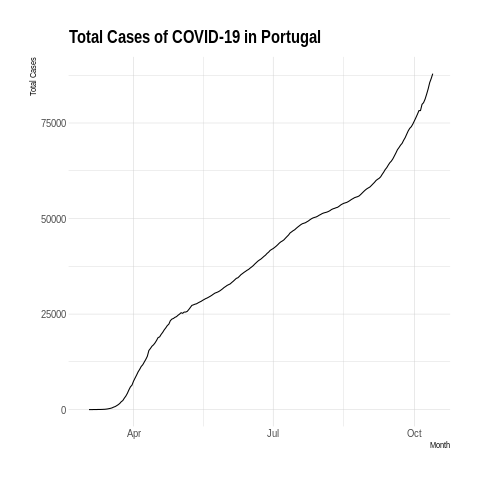 Total Cases of COVID-19 in Portugal
Total Cases
75000
50000
25000
0
Apr
Jul
Oct
Month